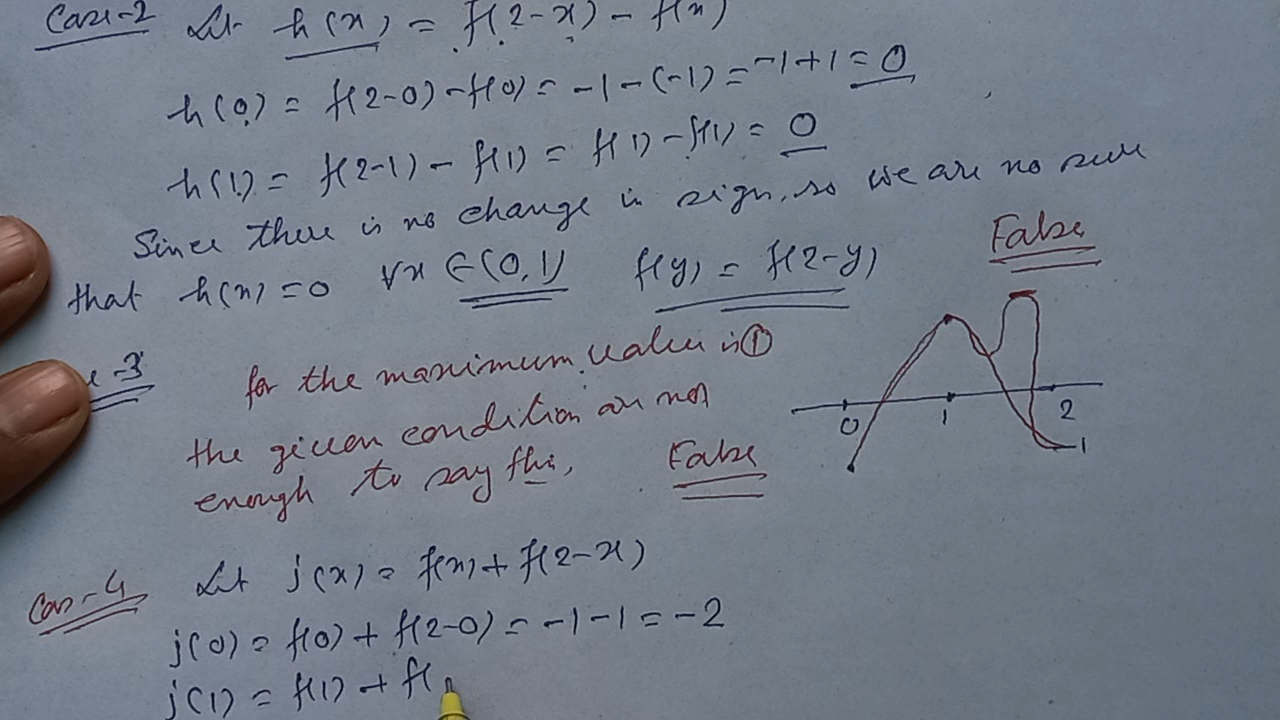 Case-2 Let h(x) = f(2-x) - f(x)
h(0) = f(2-0) - f(0) = -1 - (-1) = -1+1 = 0
h(1) = f(2-1) - f(1) = f(1) - f(1) = 0
Since there is no change in sign, so we are no sure
that h(x) = 0 ∀x ∈ (0,1) f(y) = f(2-y) False
-3 for the maximum value is ①
the given condition are not
enough to say this, False
0 1 2
-1
Cas-4 Let j(x) = f(x) + f(2-x)
j(0) = f(0) + f(2-0) = -1-1 = -2
j(1) = f(1) + f(